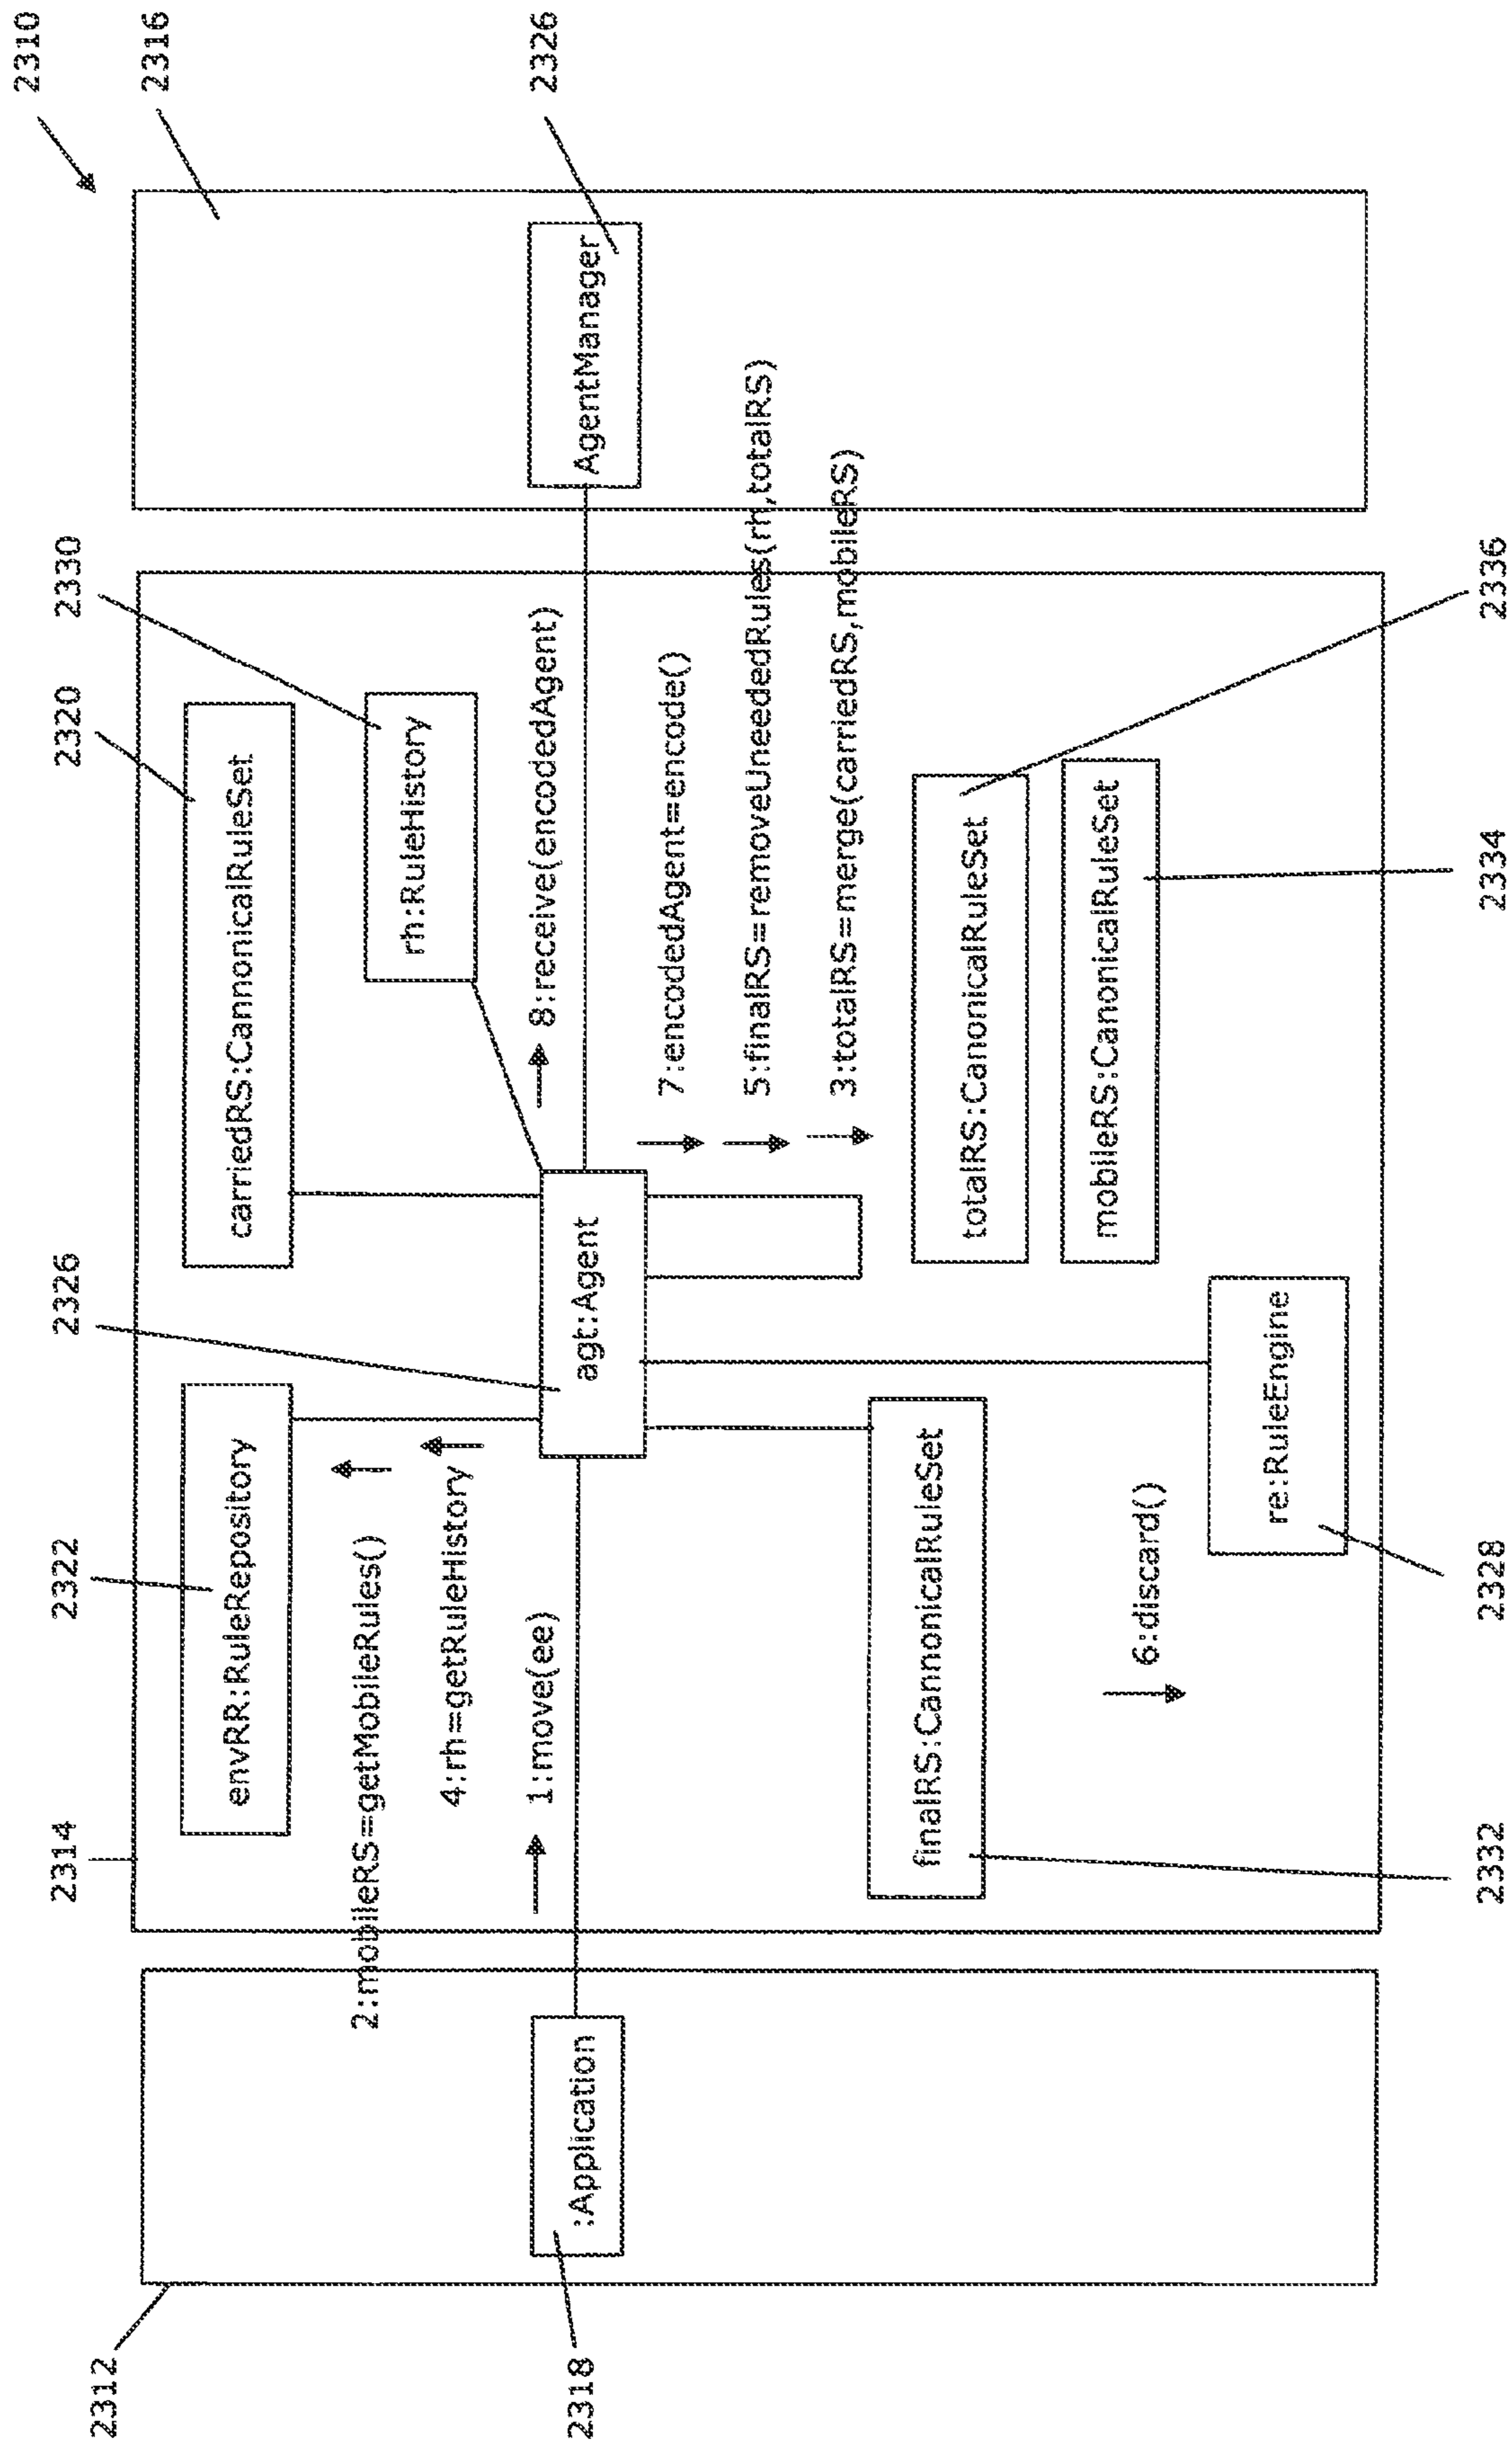 2310
2314
2322
2326
2320
2330
2312
2316
envRR:RuleRepository
carriedRS:CannonicalRuleSet
2:mobileRS=getMobileRules()
rh:RuleHistory
4:rh=getRuleHistory
1:move(ee)
8:receive(encodedAgent)
2326
2318
:Application
agt:Agent
AgentManager
7:encodedAgent=encode()
5:finalRS=removeUneededRules(rh,totalRS)
3:totalRS=merge(carriedRS,mobileRS)
finalRS:CannonicalRuleSet
totalRS:CanonicalRuleSet
mobileRS:CanonicalRuleSet
6:discard()
re:RuleEngine
2332
2328
2334
2336